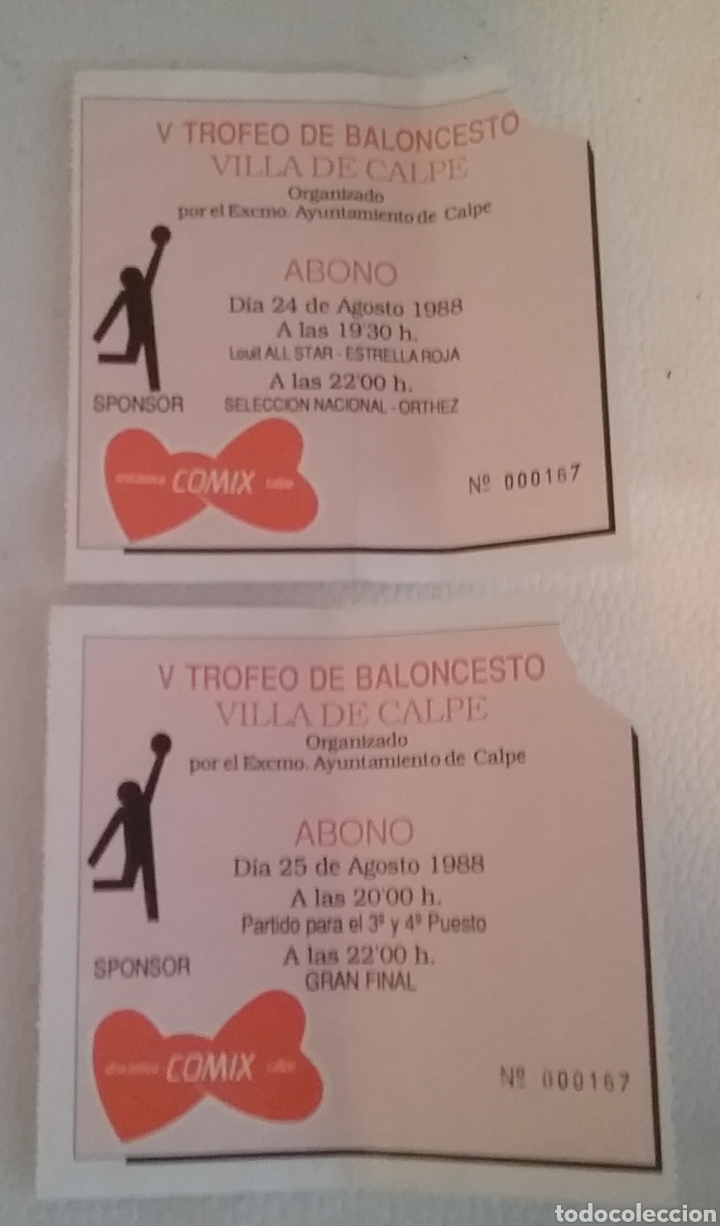 V TROFEO DE BALONCESTO
VILLA DE CALPE
Organizado
por el Excmo. Ayuntamiento de Calpe
ABONO
Día 24 de Agosto 1988
A las 19'30 h.
Louit ALL STAR - ESTRELLA ROJA
A las 22'00 h.
SPONSOR
SELECCION NACIONAL - ORTHEZ
COMIX calpe
Nº 000167
V TROFEO DE BALONCESTO
VILLA DE CALPE
Organizado
por el Excmo. Ayuntamiento de Calpe
ABONO
Día 25 de Agosto 1988
A las 20'00 h.
Partido para el 3º y 4º Puesto
A las 22'00 h.
SPONSOR
GRAN FINAL
COMIX calpe
Nº 000167
todocoleccion